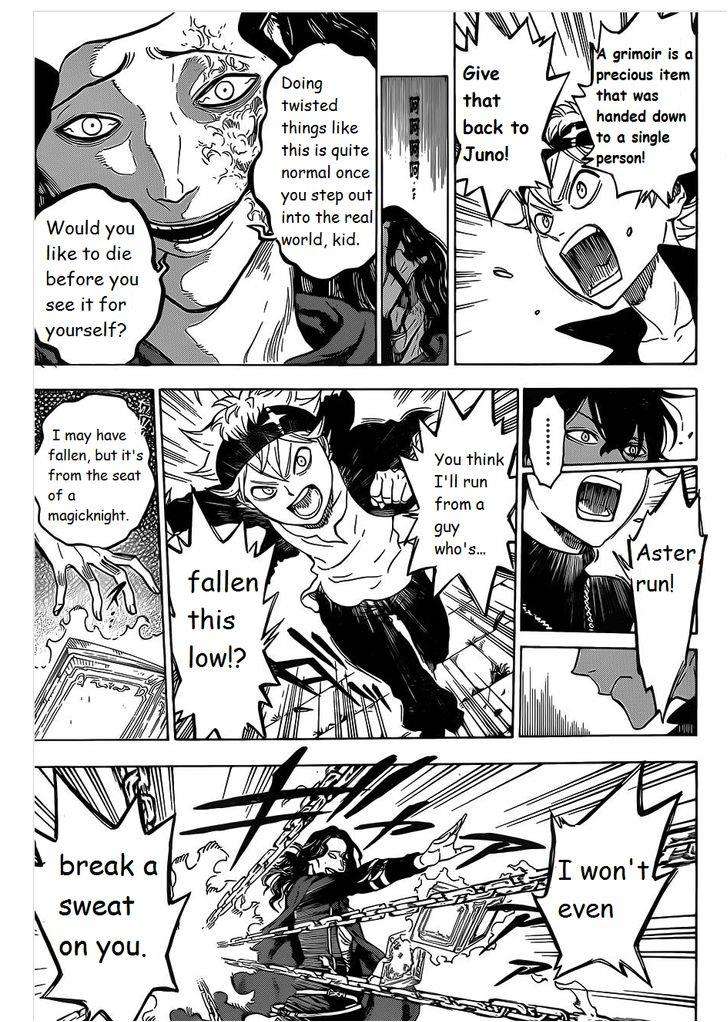 A grimoir is a
precious item
that was
handed down
to a single
person!
Give
that
back to
Juno!
Doing
twisted
things like
this is quite
normal once
you step out
into the real
world, kid.
Would you
like to die
before you
see it for
yourself?
.........
Aster,
run!
You think
I'll run
from a
guy
who's...
fallen
this
low!?
I may have
fallen, but it's
from the seat
of a
magicknight.
I won't
even
break a
sweat
on you.